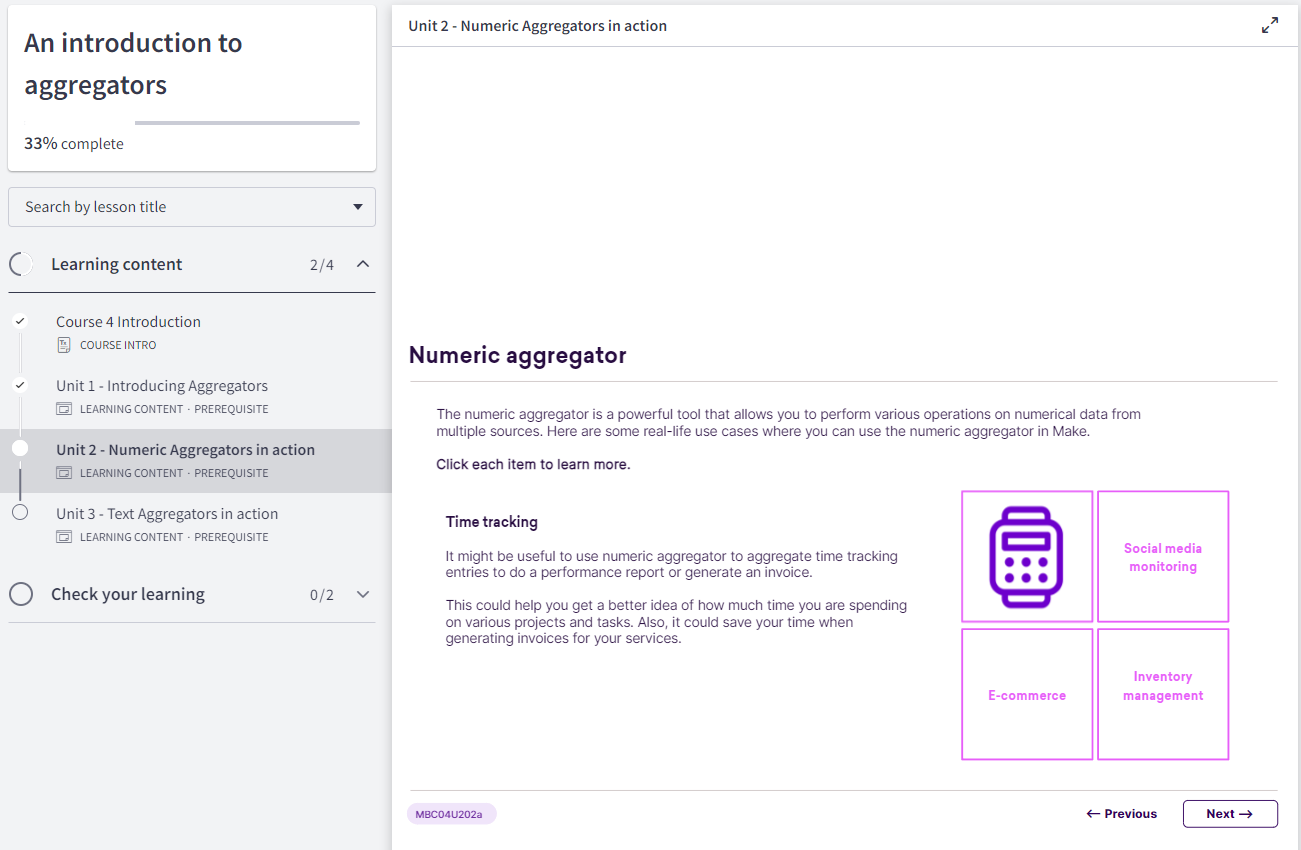 An introduction to
aggregators
33% complete
Search by lesson title
Learning content 2/4
Course 4 Introduction
COURSE INTRO
Unit 1 - Introducing Aggregators
LEARNING CONTENT · PREREQUISITE
Unit 2 - Numeric Aggregators in action
LEARNING CONTENT · PREREQUISITE
Unit 3 - Text Aggregators in action
LEARNING CONTENT · PREREQUISITE
Check your learning 0/2
Unit 2 - Numeric Aggregators in action
Numeric aggregator
The numeric aggregator is a powerful tool that allows you to perform various operations on numerical data from
multiple sources. Here are some real-life use cases where you can use the numeric aggregator in Make.
Click each item to learn more.
Time tracking
It might be useful to use numeric aggregator to aggregate time tracking
entries to do a performance report or generate an invoice.
This could help you get a better idea of how much time you are spending
on various projects and tasks. Also, it could save your time when
generating invoices for your services.
Social media
monitoring
E-commerce
Inventory
management
MBC04U202a
← Previous
Next →